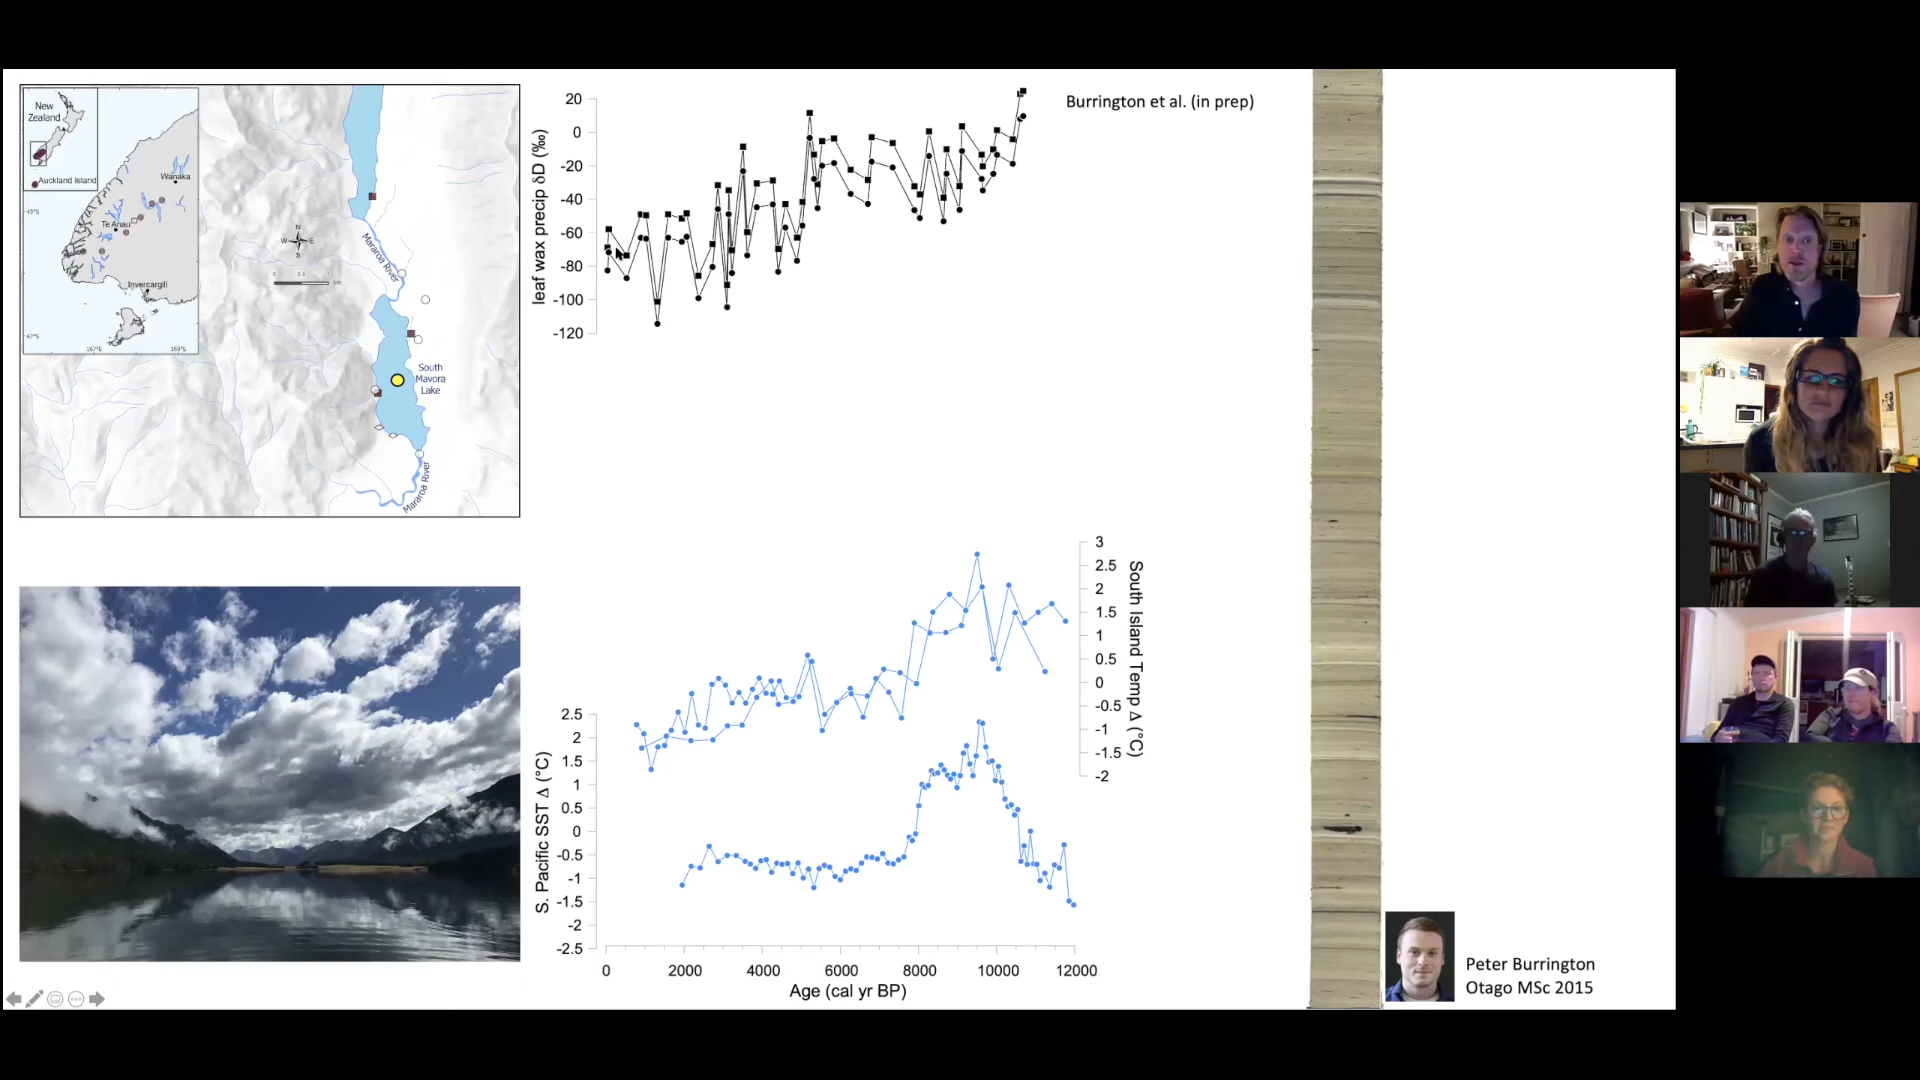 New
Zealand
Auckland Island
Wanaka
45°S
Te Anau
Invercargill
47°S
167°E
169°E
N
W
E
S
Mararoa River
South
Mavora
Lake
Mararoa River
leaf wax precip δD (‰)
20
0
-20
-40
-60
-80
-100
-120
Burrington et al. (in prep)
South Island Temp Δ (°C)
3
2.5
2
1.5
1
0.5
0
-0.5
-1
-1.5
-2
S. Pacific SST Δ (°C)
2.5
2
1.5
1
0.5
0
-0.5
-1
-1.5
-2
-2.5
0 2000 4000 6000 8000 10000 12000
Age (cal yr BP)
Peter Burrington
Otago MSc 2015